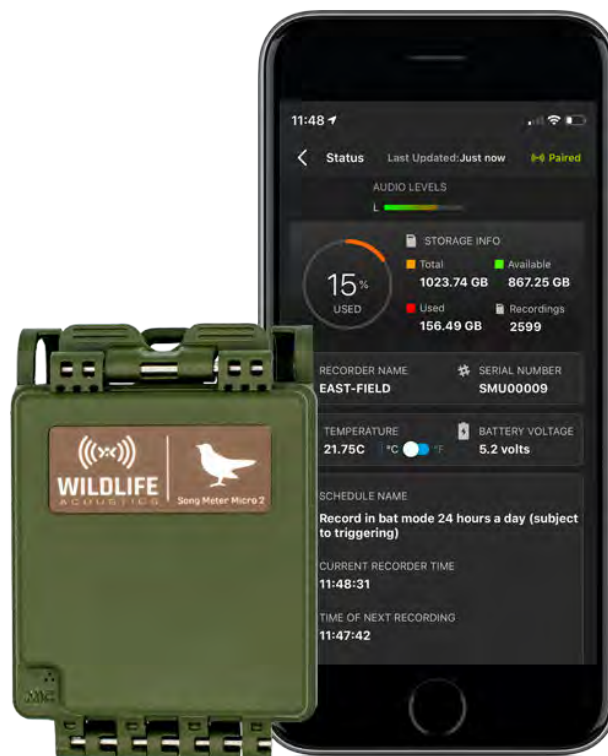 11:48
Status Last Updated:Just now Paired
AUDIO LEVELS
L
STORAGE INFO
15%
USED
Total Available
1023.74 GB 867.25 GB
Used Recordings
156.49 GB 2599
RECORDER NAME SERIAL NUMBER
EAST-FIELD SMU00009
TEMPERATURE BATTERY VOLTAGE
21.75C °C °F 5.2 volts
SCHEDULE NAME
Record in bat mode 24 hours a day (subject
to triggering)
CURRENT RECORDER TIME
11:48:31
TIME OF NEXT RECORDING
11:47:42
WILDLIFE
ACOUSTICS
Song Meter Micro 2
MIC